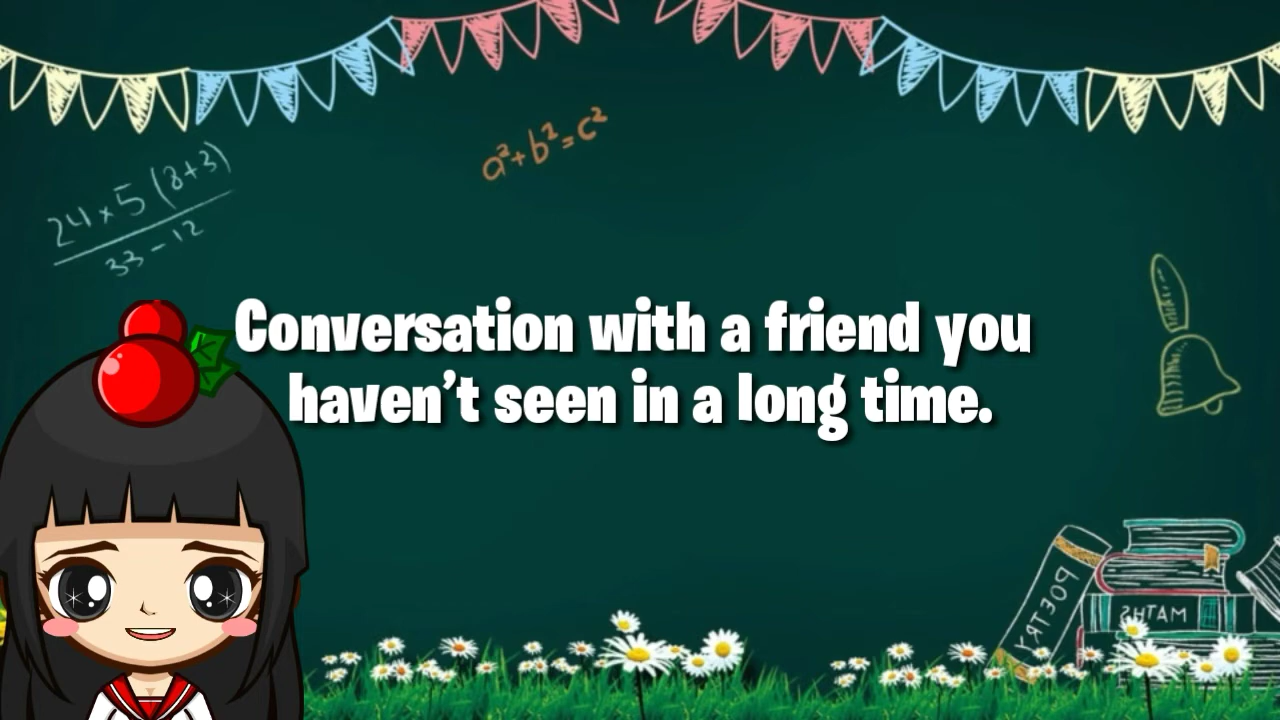 a²+b²=c²
24×5(8+3)
33-12
Conversation with a friend you
haven't seen in a long time.
POETRY
MATHS